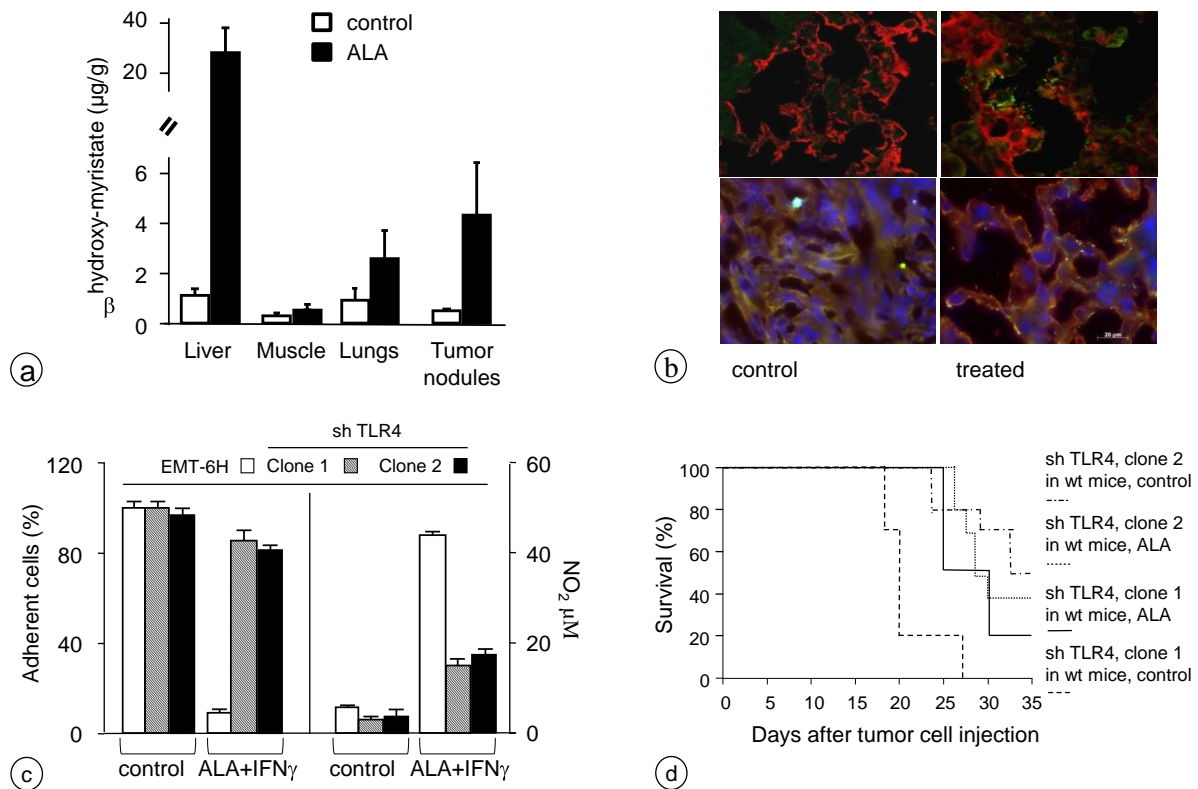 40
20
6
4
2
0
β hydroxy-myristate (µg/g)
control
ALA
Liver
Muscle
Lungs
Tumor
nodules
a
20 µm
control
treated
b
sh TLR4
EMT-6H
Clone 1
Clone 2
120
80
40
0
Adherent cells (%)
60
40
20
0
NO2 µM
control
ALA+IFNγ
control
ALA+IFNγ
c
100
80
60
40
20
0
Survival (%)
0 5 10 15 20 25 30 35
Days after tumor cell injection
sh TLR4, clone 2
in wt mice, control
sh TLR4, clone 2
in wt mice, ALA
sh TLR4, clone 1
in wt mice, ALA
sh TLR4, clone 1
in wt mice, control
d